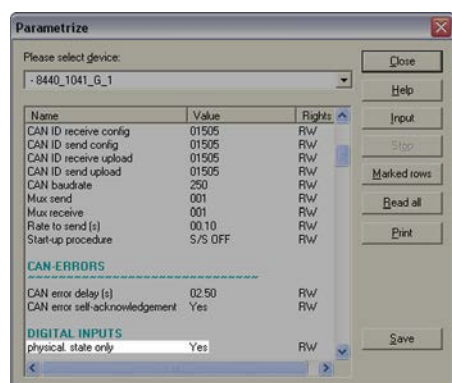 Parametrize
Please select device:
- 8440_1041_G_1
Close
Help
Name Value Rights
Input
CAN ID receive config 01505 RW
CAN ID send config 01505 RW
Stop
CAN ID receive upload 01505 RW
CAN ID send upload 01505 RW
Marked rows
CAN baudrate 250 RW
Mux send 001 RW
Mux receive 001 RW
Read all
Rate to send (s) 00.10 RW
Start-up procedure S/S OFF RW
Print
CAN-ERRORS
~~~~~~~~~~~~~~~~~~~~~~~~~~~~
CAN error delay (s) 02.50 RW
CAN error self-acknowledgement Yes RW
DIGITAL INPUTS
physical. state only Yes RW
Save